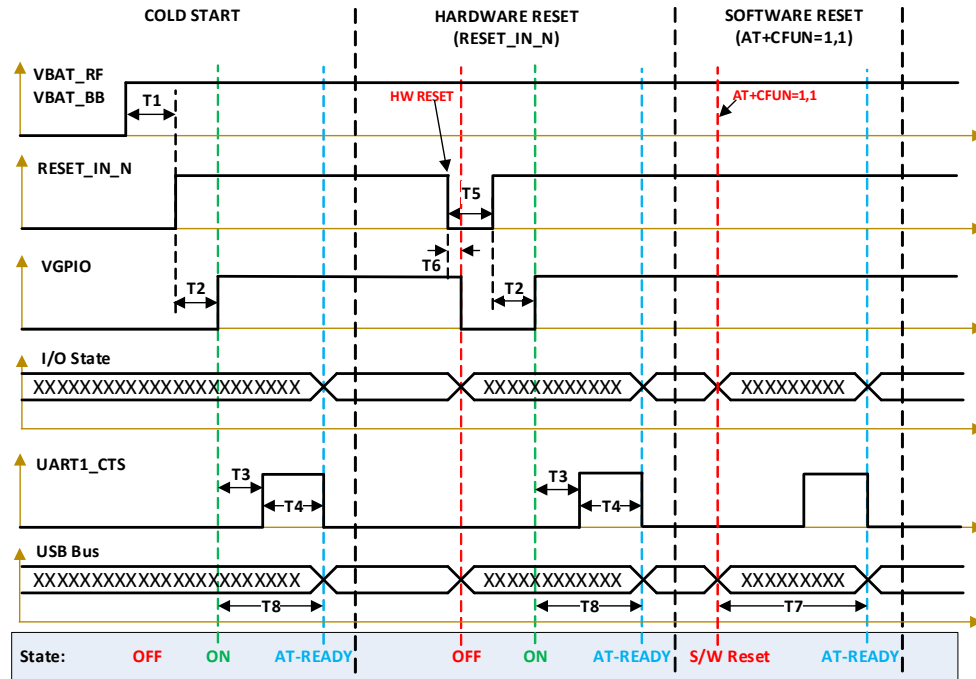 COLD START
HARDWARE RESET
(RESET_IN_N)
SOFTWARE RESET
(AT+CFUN=1,1)
VBAT_RF
VBAT_BB
T1
HW RESET
AT+CFUN=1,1
RESET_IN_N
T5
T6
VGPIO
T2
T2
I/O State
XXXXXXXXXXXXXXXXXXXXXXX
XXXXXXXXXXXX
XXXXXXXXX
UART1_CTS
T3
T3
T4
T4
USB Bus
XXXXXXXXXXXXXXXXXXXXXXX
XXXXXXXXXXXX
XXXXXXXXX
T8
T8
T7
State:
OFF
ON
AT-READY
OFF
ON
AT-READY
S/W Reset
AT-READY